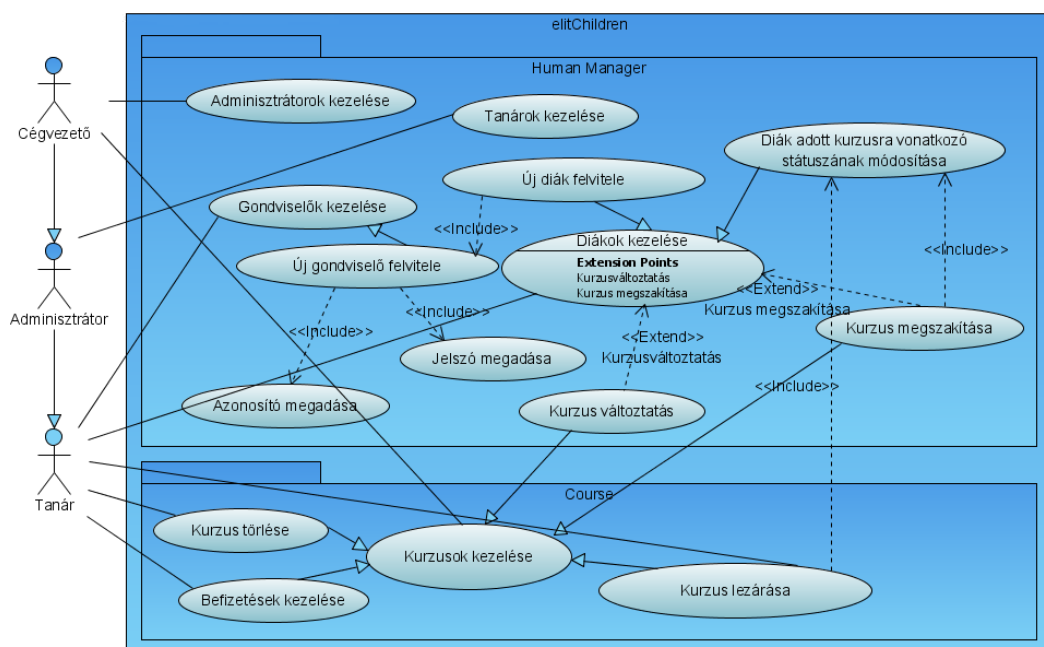 elitChildren
Human Manager
Cégvezető
Adminisztrátorok kezelése
Tanárok kezelése
Diák adott kurzusra vonatkozó
státuszának módosítása
Új diák felvitele
Gondviselők kezelése
<<Include>>
Diákok kezelése
Extension Points
Kurzusváltoztatás
Kurzus megszakítása
<<Include>>
Új gondviselő felvitele
Adminisztrátor
<<Extend>>
Kurzus megszakítása
Kurzus megszakítása
<<Include>>
<<Include>>
<<Extend>>
Kurzusváltoztatás
Jelszó megadása
<<Include>>
Azonosító megadása
Kurzus változtatás
Tanár
Course
Kurzus törlése
Kurzusok kezelése
Kurzus lezárása
Befizetések kezelése